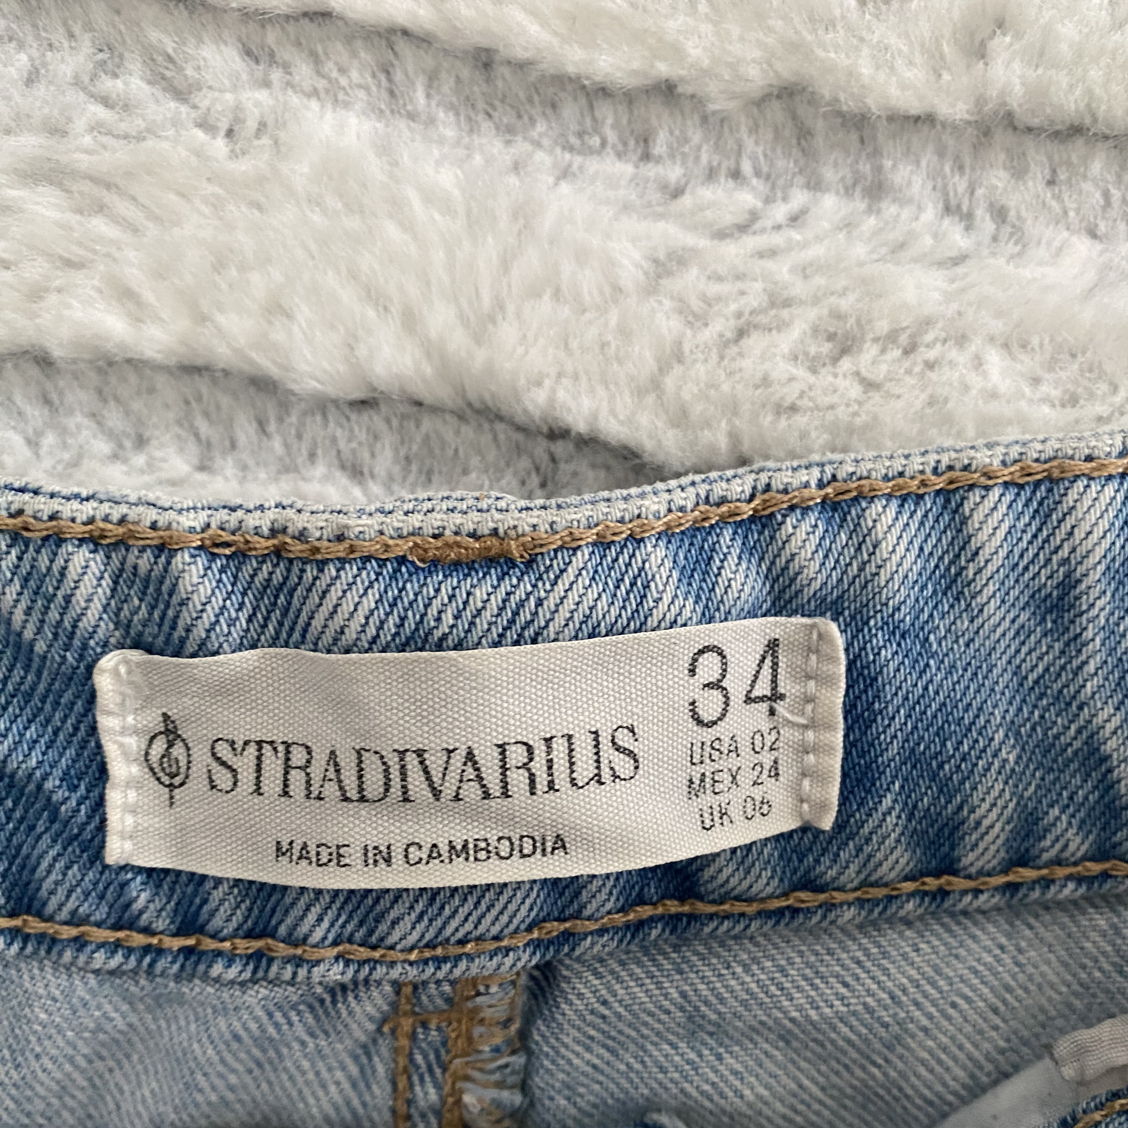 34
STRADIVARIUS
USA 02
MEX 24
UK 06
MADE IN CAMBODIA